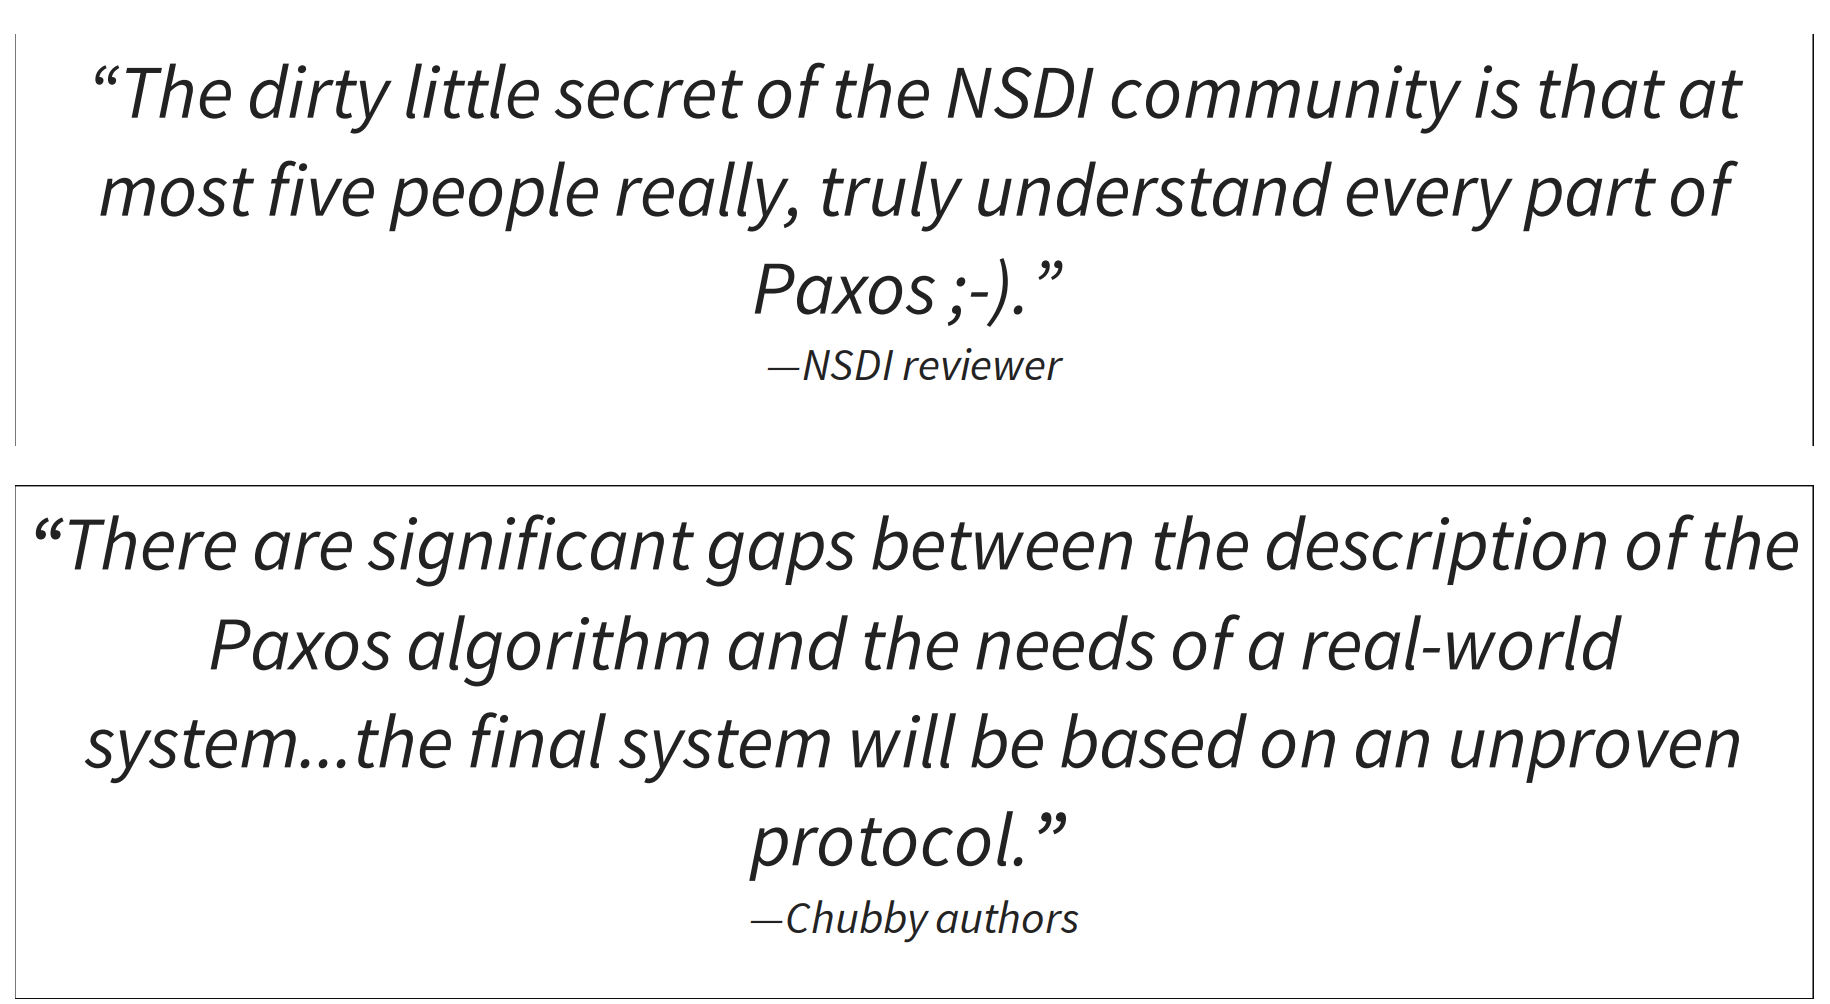 “The dirty little secret of the NSDI community is that at
most five people really, truly understand every part of
Paxos ;-).”
—NSDI reviewer
“There are significant gaps between the description of the
Paxos algorithm and the needs of a real-world
system...the final system will be based on an unproven
protocol.”
—Chubby authors